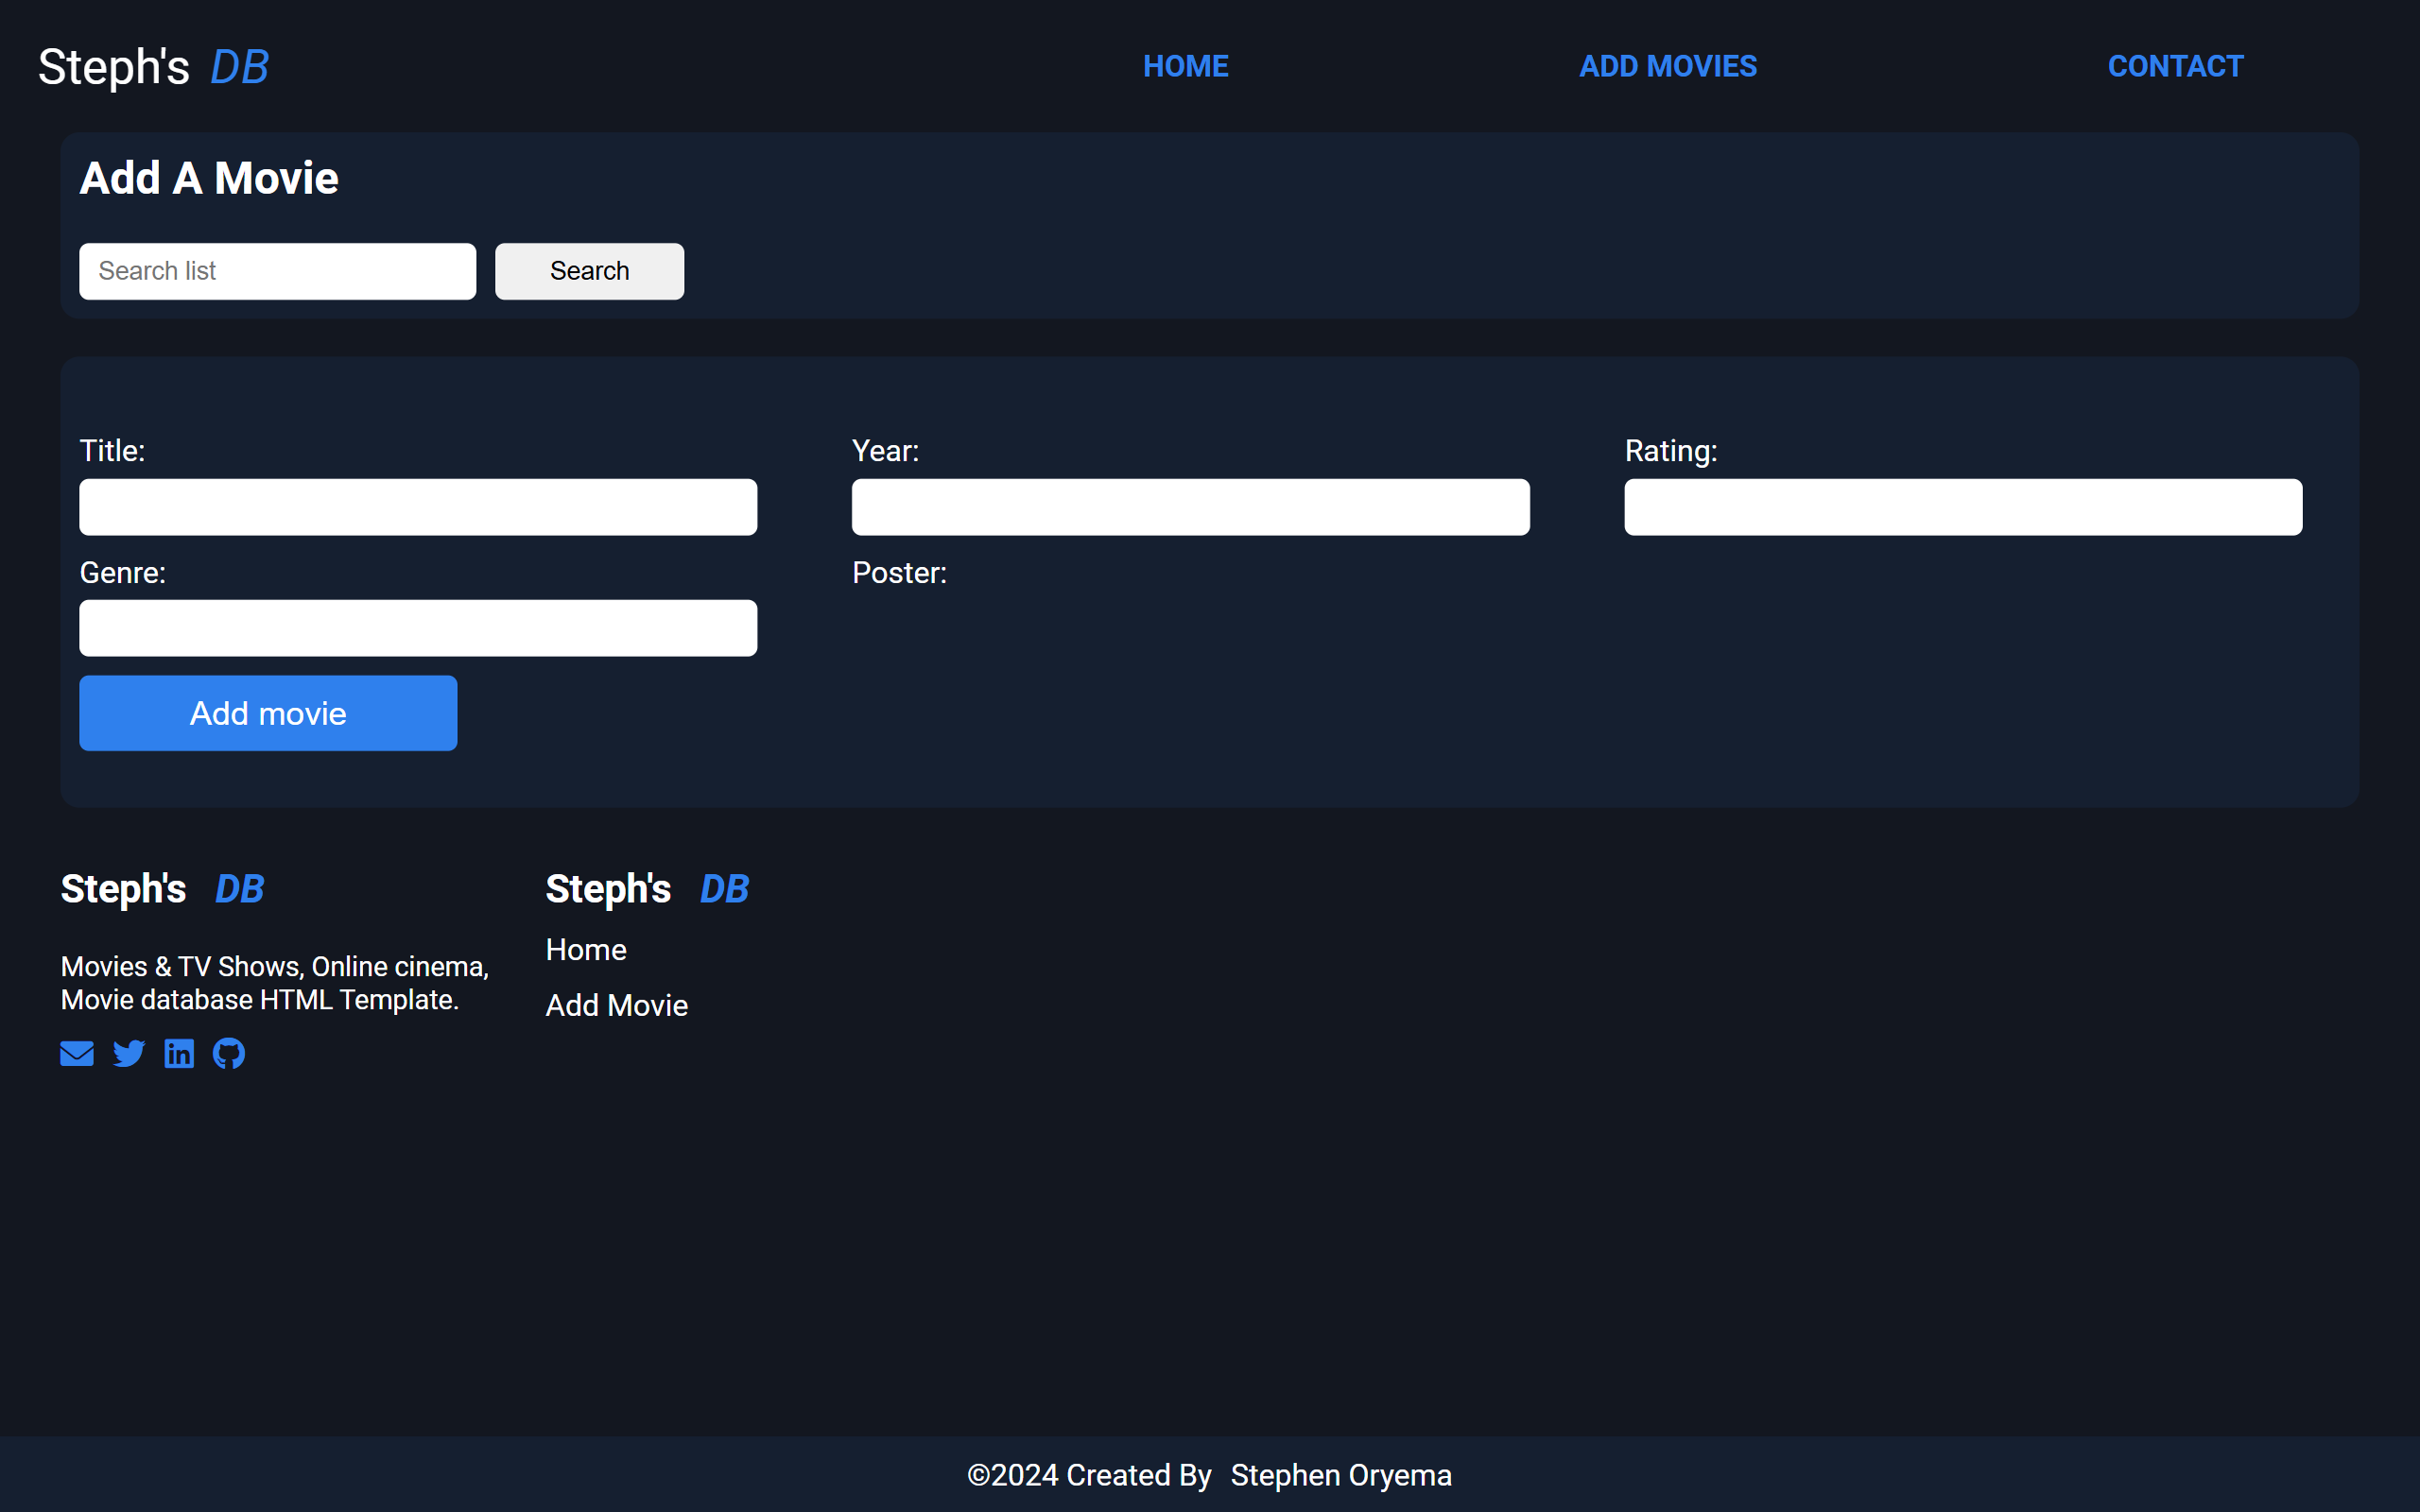 Steph's DB
HOME
ADD MOVIES
CONTACT
Add A Movie
Search list
Search
Title:
Year:
Rating:
Genre:
Poster:
Add movie
Steph's DB
Movies & TV Shows, Online cinema,
Movie database HTML Template.
Steph's DB
Home
Add Movie
©2024 Created By Stephen Oryema